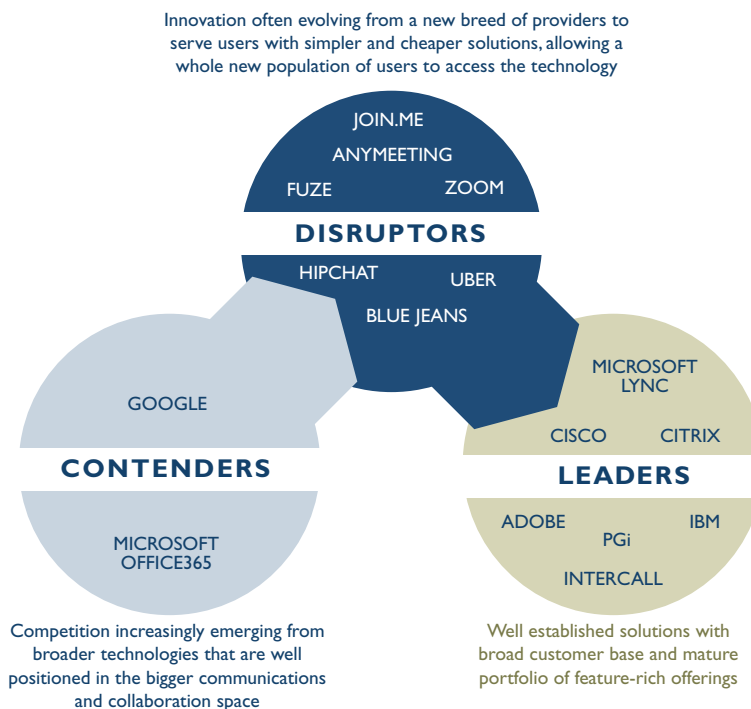 Innovation often evolving from a new breed of providers to
serve users with simpler and cheaper solutions, allowing a
whole new population of users to access the technology
JOIN.ME
ANYMEETING
FUZE ZOOM
DISRUPTORS
HIPCHAT UBER
BLUE JEANS
GOOGLE
CONTENDERS
MICROSOFT
OFFICE365
Competition increasingly emerging from
broader technologies that are well
positioned in the bigger communications
and collaboration space
MICROSOFT
LYNC
CISCO CITRIX
LEADERS
ADOBE IBM
PGi
INTERCALL
Well established solutions with
broad customer base and mature
portfolio of feature-rich offerings